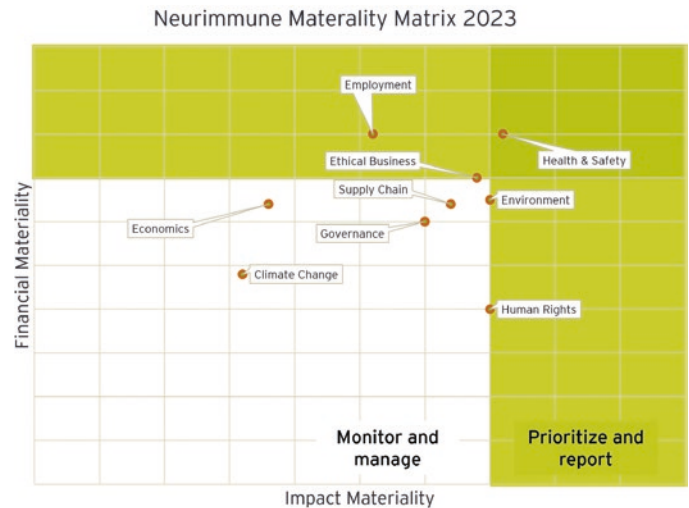 Neurimmune Materality Matrix 2023
Employment
Ethical Business
Health & Safety
Supply Chain
Environment
Economics
Governance
Climate Change
Human Rights
Financial Materiality
Monitor and
manage
Prioritize and
report
Impact Materiality